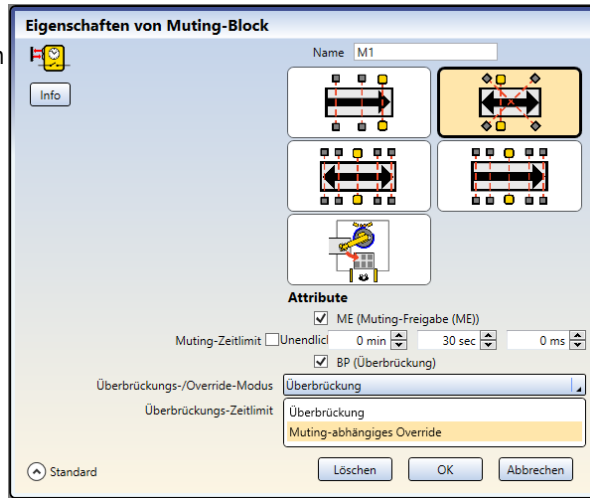 Eigenschaften von Muting-Block
n
Name M1
Info
Attribute
ME (Muting-Freigabe (ME))
Muting-Zeitlimit Unendlich 0 min 30 sec 0 ms
BP (Überbrückung)
Überbrückungs-/Override-Modus Überbrückung
Überbrückungs-Zeitlimit Überbrückung
Muting-abhängiges Override
Standard Löschen OK Abbrechen